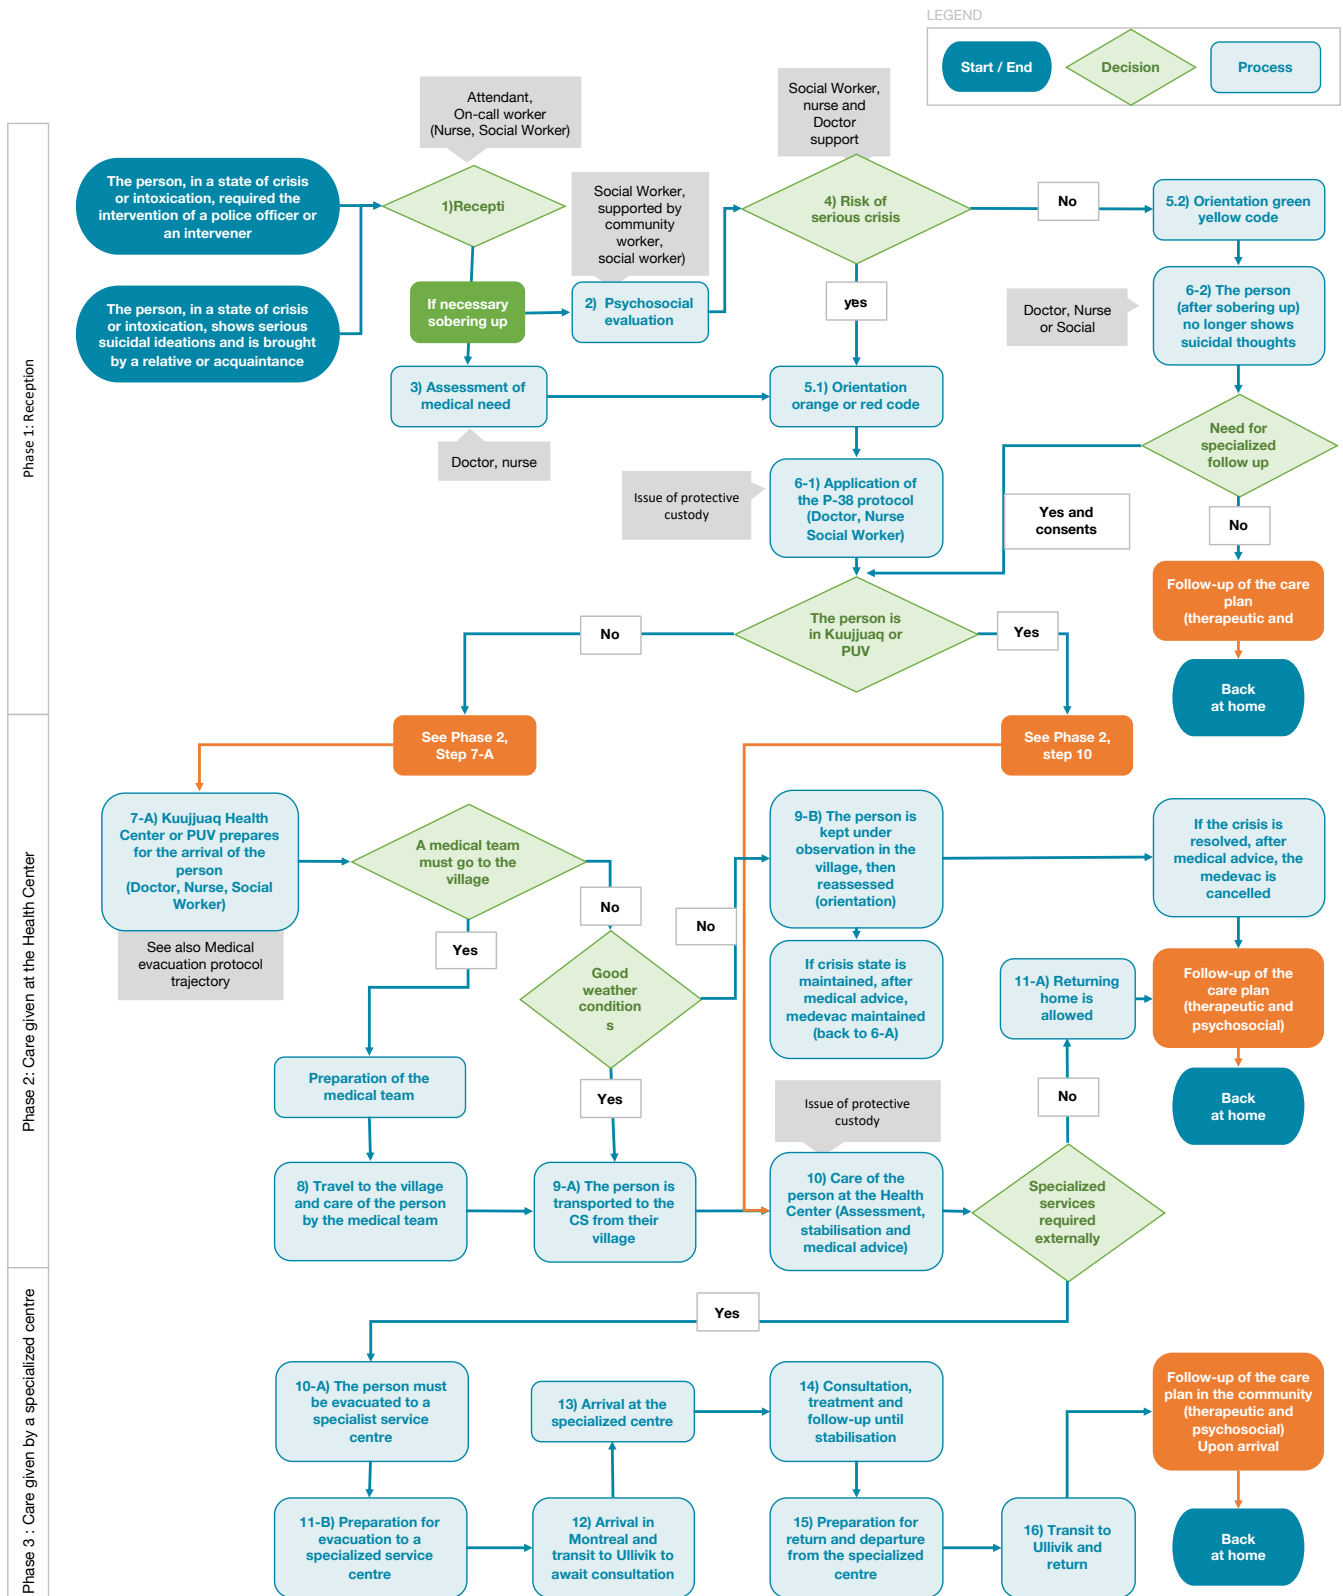 LEGEND
Start / End
Decision
Process
Phase 1: Reception
Attendant,
On-call worker
(Nurse, Social Worker)
Social Worker,
nurse and
Doctor
support
The person, in a state of crisis
or intoxication, required the
intervention of a police officer or
an intervener
1)Recepti
Social Worker,
supported by
community
worker,
social worker)
4) Risk of
serious crisis
No
5.2) Orientation green
yellow code
The person, in a state of crisis
or intoxication, shows serious
suicidal ideations and is brought
by a relative or acquaintance
If necessary
sobering up
2) Psychosocial
evaluation
yes
Doctor, Nurse
or Social
6-2) The person
(after sobering up)
no longer shows
suicidal thoughts
3) Assessment of
medical need
5.1) Orientation
orange or red code
Doctor, nurse
Need for
specialized
follow up
Issue of protective
custody
6-1) Application of
the P-38 protocol
(Doctor, Nurse
Social Worker)
Yes and
consents
No
Follow-up of the care
plan
(therapeutic and
No
The person is
in Kuujjuaq or
PUV
Yes
Back
at home
Phase 2: Care given at the Health Center
See Phase 2,
Step 7-A
See Phase 2,
step 10
7-A) Kuujjuaq Health
Center or PUV prepares
for the arrival of the
person
(Doctor, Nurse, Social
Worker)
A medical team
must go to the
village
9-B) The person is
kept under
observation in the
village, then
reassessed
(orientation)
If the crisis is
resolved, after
medical advice, the
medevac is
cancelled
See also Medical
evacuation protocol
trajectory
Yes
No
No
Good
weather
condition
s
If crisis state is
maintained, after
medical advice,
medevac maintained
(back to 6-A)
11-A) Returning
home is
allowed
Follow-up of the
care plan
(therapeutic and
psychosocial)
Preparation of the
medical team
Yes
Issue of protective
custody
No
Back
at home
8) Travel to the village
and care of the person
by the medical team
9-A) The person is
transported to the
CS from their
village
10) Care of the
person at the Health
Center (Assessment,
stabilisation and
medical advice)
Specialized
services
required
externally
Phase 3 : Care given by a specialized centre
Yes
10-A) The person must
be evacuated to a
specialist service
centre
13) Arrival at the
specialized centre
14) Consultation,
treatment and
follow-up until
stabilisation
Follow-up of the care
plan in the community
(therapeutic and
psychosocial)
Upon arrival
11-B) Preparation for
evacuation to a
specialized service
centre
12) Arrival in
Montreal and
transit to Ullivik to
await consultation
15) Preparation for
return and departure
from the specialized
centre
16) Transit to
Ullivik and
return
Back
at home